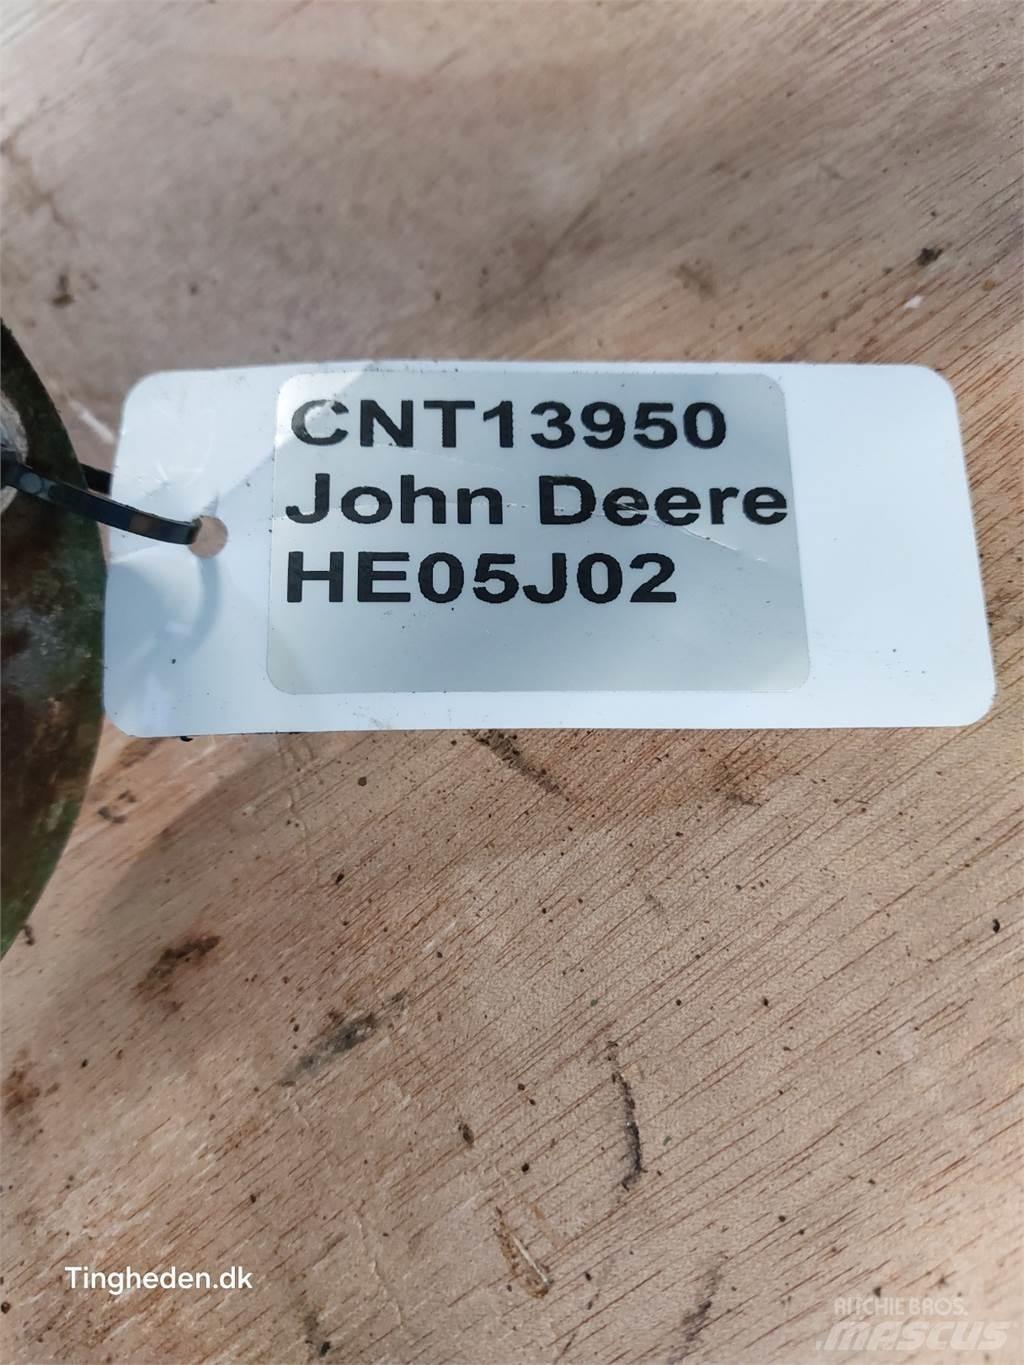 CNT13950
John Deere
HE05J02
Tingheden.dk
RITCHIE BROS.
MASCUS